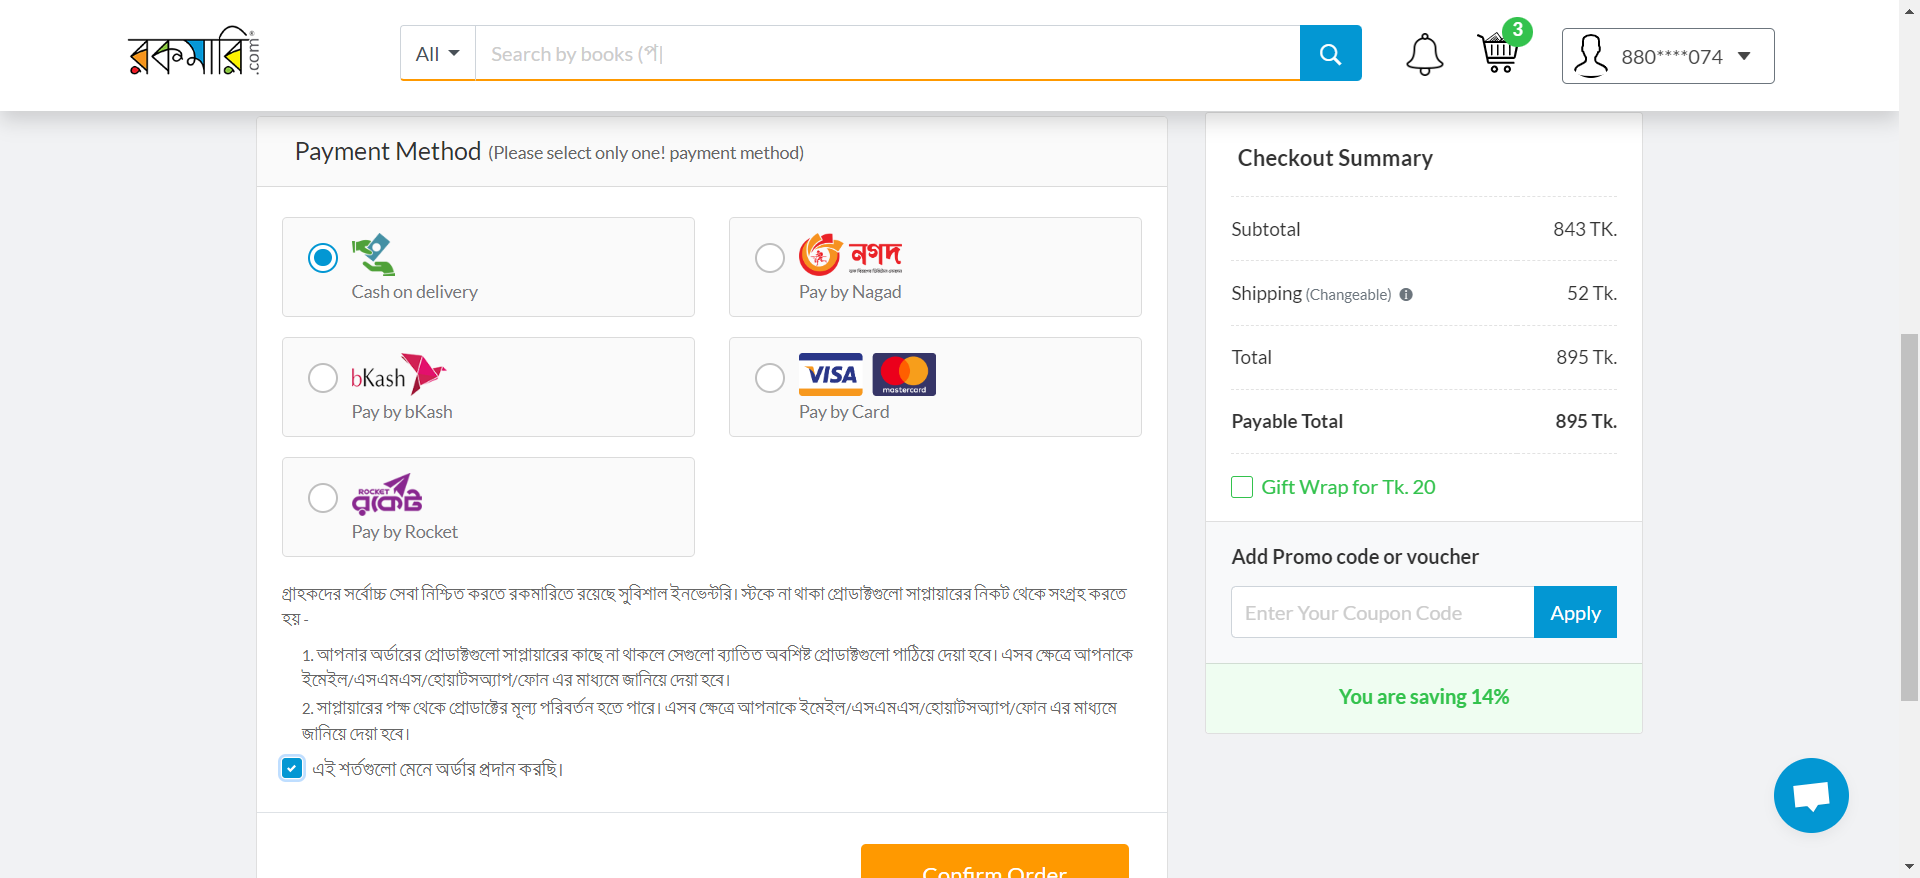 রকমারি.com
All
Search by books (প|
3
880****074
Payment Method (Please select only one! payment method)
Cash on delivery
নগদ
Pay by Nagad
bKash
Pay by bKash
VISA
mastercard
Pay by Card
ROCKET
রকেট
Pay by Rocket
গ্রাহকদের সর্বোচ্চ সেবা নিশ্চিত করতে রকমারিতে রয়েছে সুবিশাল ইনভেন্টরি। স্টকে না থাকা প্রোডাক্টগুলো সাপ্লায়ারের নিকট থেকে সংগ্রহ করতে
হয় -
1. আপনার অর্ডারের প্রোডাক্টগুলো সাপ্লায়ারের কাছে না থাকলে সেগুলো ব্যাতিত অবশিষ্ট প্রোডাক্টগুলো পাঠিয়ে দেয়া হবে। এসব ক্ষেত্রে আপনাকে
ইমেইল/এসএমএস/হোয়াটসঅ্যাপ/ফোন এর মাধ্যমে জানিয়ে দেয়া হবে।
2. সাপ্লায়ারের পক্ষ থেকে প্রোডাক্টের মূল্য পরিবর্তন হতে পারে। এসব ক্ষেত্রে আপনাকে ইমেইল/এসএমএস/হোয়াটসঅ্যাপ/ফোন এর মাধ্যমে
জানিয়ে দেয়া হবে।
এই শর্তগুলো মেনে অর্ডার প্রদান করছি।
Confirm Order
Checkout Summary
Subtotal 843 TK.
Shipping (Changeable) 52 Tk.
Total 895 Tk.
Payable Total 895 Tk.
Gift Wrap for Tk. 20
Add Promo code or voucher
Enter Your Coupon Code
Apply
You are saving 14%